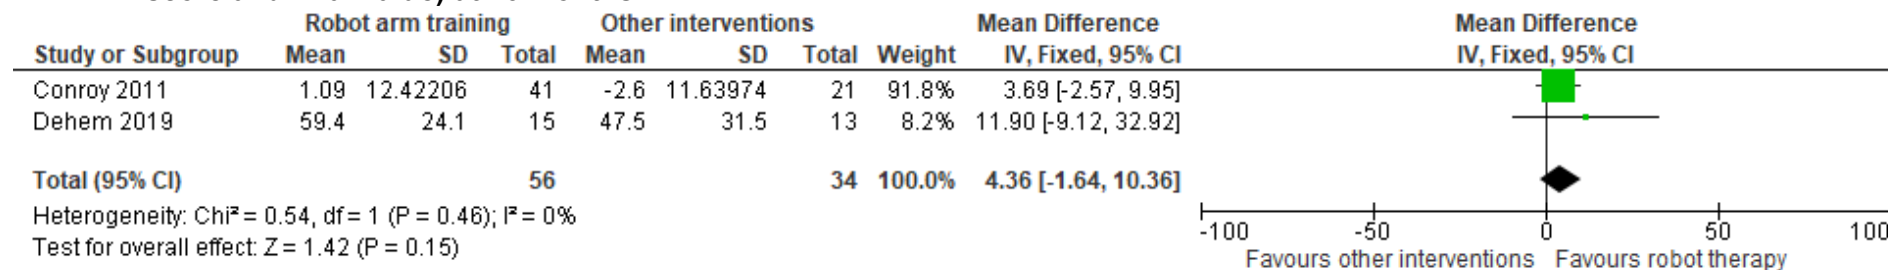 Robot arm training Other interventions Mean Difference Mean Difference
Study or Subgroup Mean SD Total Mean SD Total Weight IV, Fixed, 95% CI IV, Fixed, 95% CI
Conroy 2011 1.09 12.42206 41 -2.6 11.63974 21 91.8% 3.69 [-2.57, 9.95]
Dehem 2019 59.4 24.1 15 47.5 31.5 13 8.2% 11.90 [-9.12, 32.92]
Total (95% CI) 56 34 100.0% 4.36 [-1.64, 10.36]
Heterogeneity: Chi² = 0.54, df = 1 (P = 0.46); I² = 0%
Test for overall effect: Z = 1.42 (P = 0.15)
-100 -50 0 50 100
Favours other interventions Favours robot therapy